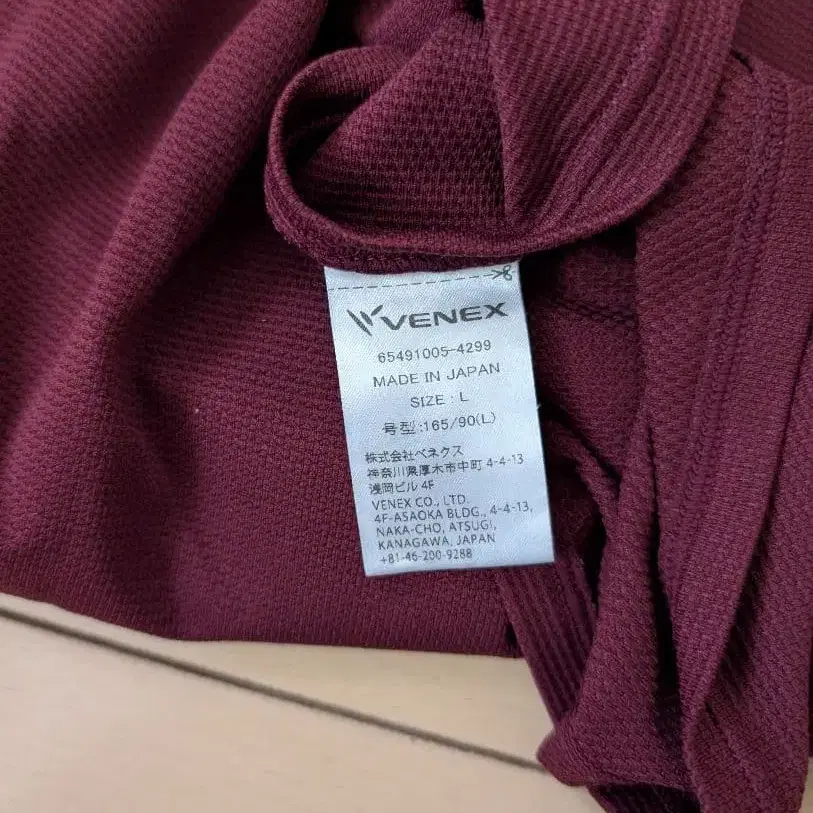 VENEX
65491005-4299
MADE IN JAPAN
SIZE : L
号型:165/90(L)
株式会社ベネクス
神奈川県厚木市中町 4-4-13
浅岡ビル 4F
VENEX CO., LTD.
4F-ASAOKA BLDG., 4-4-13,
NAKA-CHO, ATSUGI,
KANAGAWA, JAPAN
+81-46-200-9288